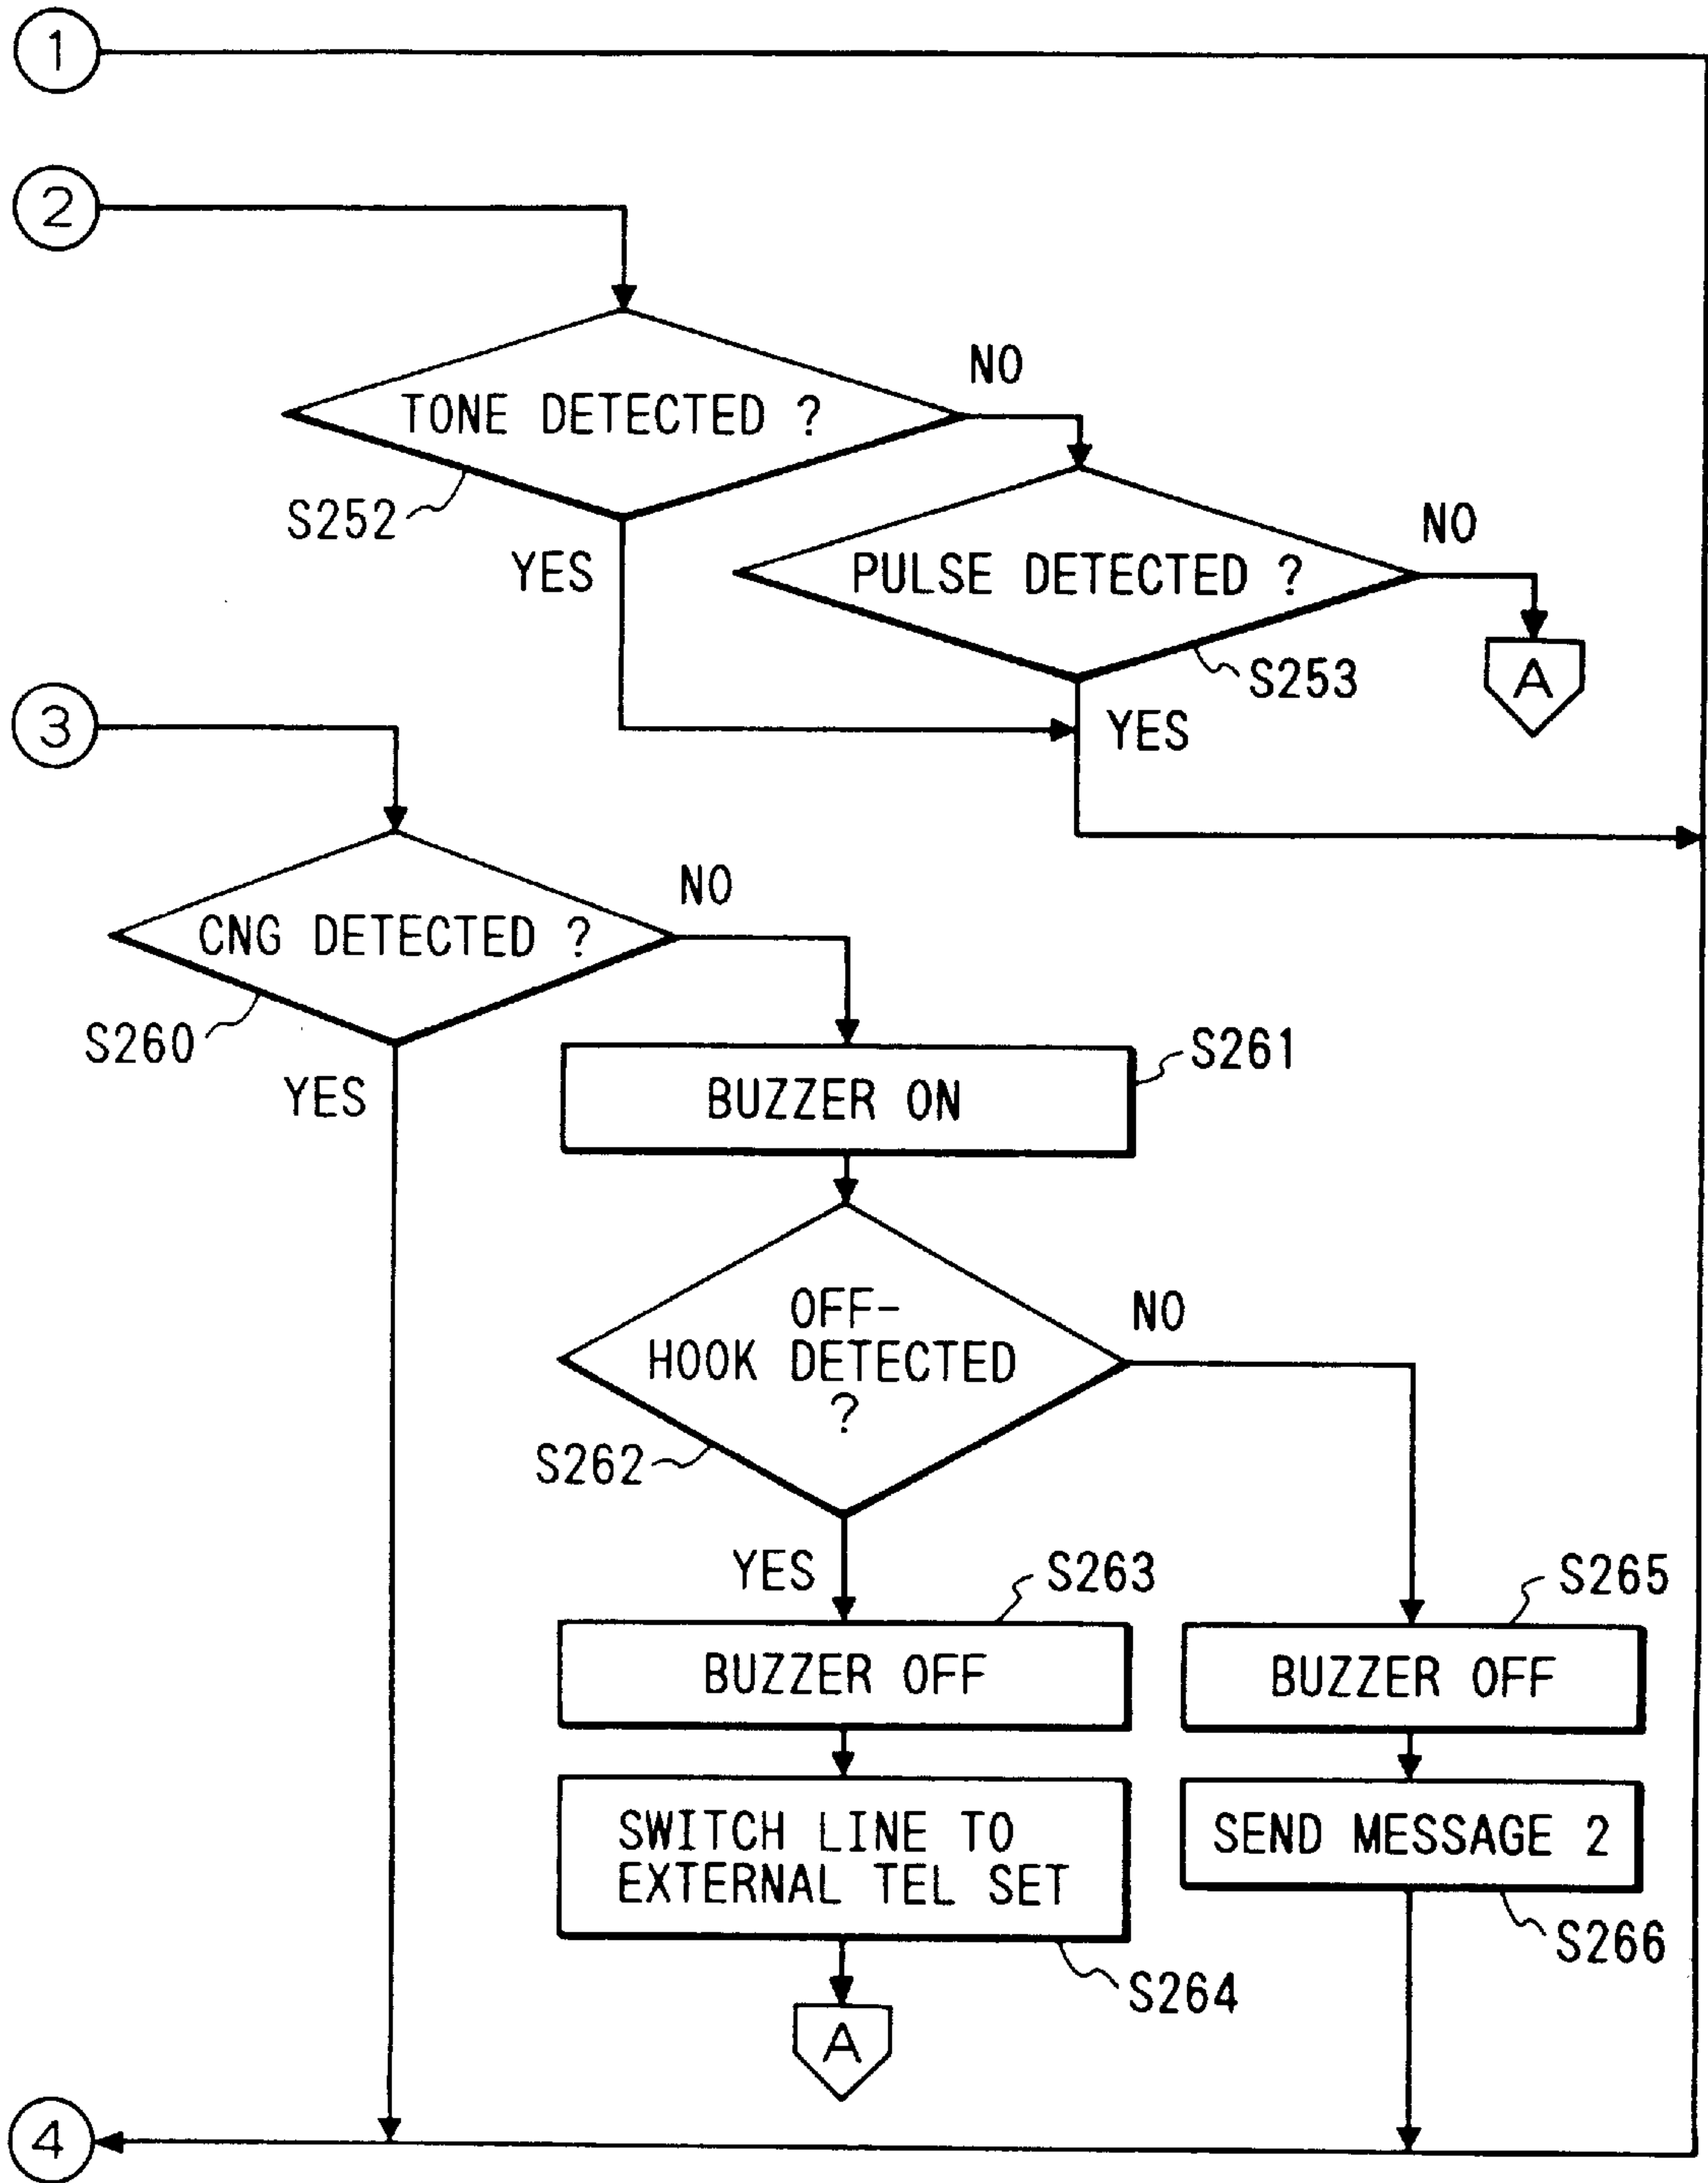 1
2
TONE DETECTED ?
NO
S252
YES
PULSE DETECTED ?
NO
S253
A
YES
3
CNG DETECTED ?
NO
S260
YES
S261
BUZZER ON
OFF-
HOOK DETECTED
?
NO
S262
YES
S263
BUZZER OFF
S265
BUZZER OFF
SWITCH LINE TO
EXTERNAL TEL SET
S264
SEND MESSAGE 2
S266
A
4